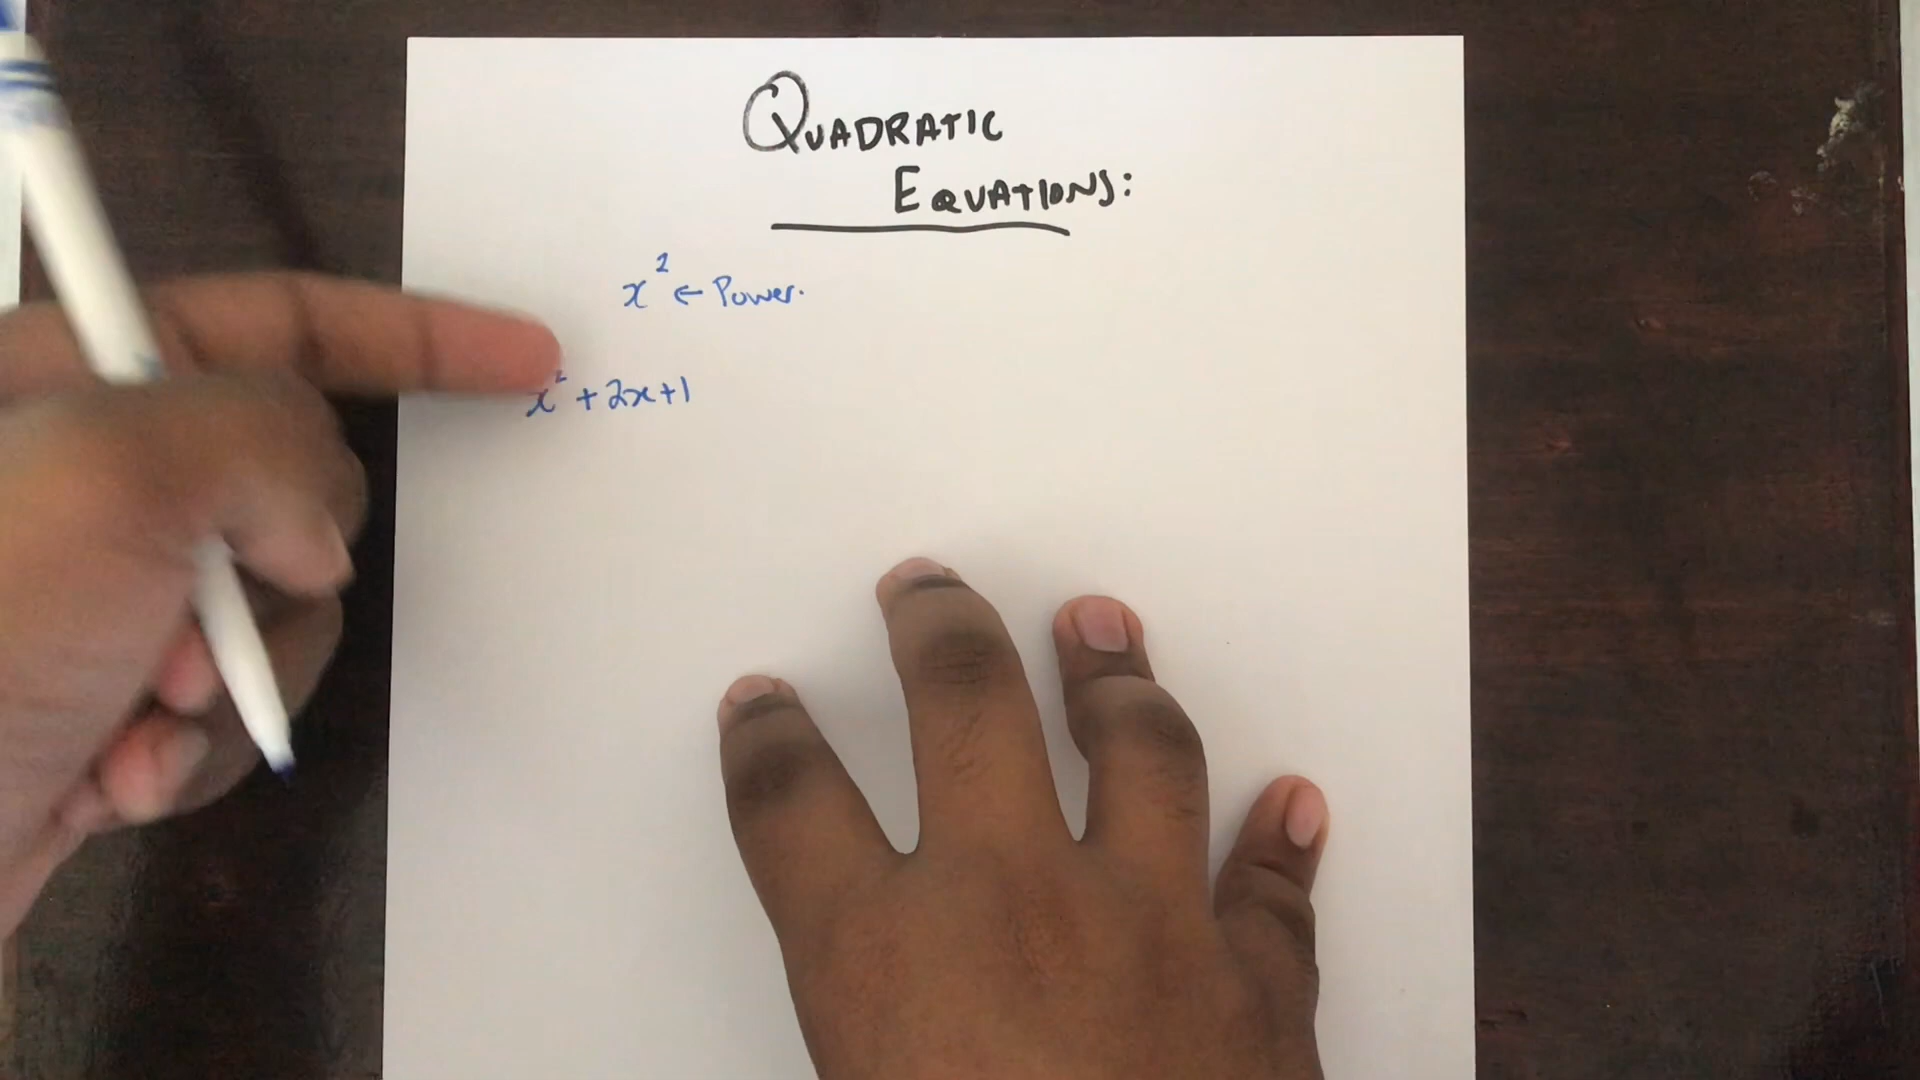 QUADRATIC
EQUATIONS:
x² ← Power.
x² + 2x + 1